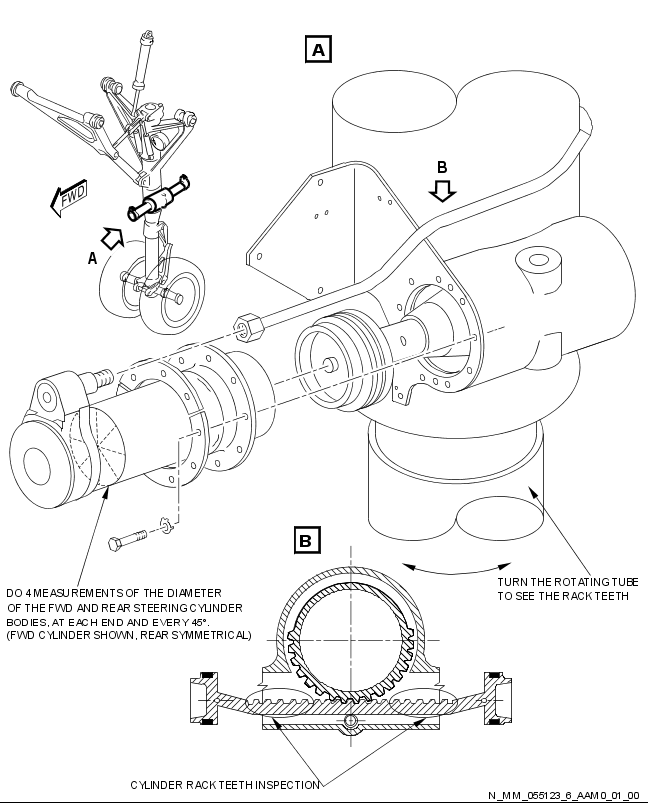 A
B
FWD
A
DO 4 MEASUREMENTS OF THE DIAMETER
OF THE FWD AND REAR STEERING CYLINDER
BODIES, AT EACH END AND EVERY 45°.
(FWD CYLINDER SHOWN, REAR SYMMETRICAL)
B
TURN THE ROTATING TUBE
TO SEE THE RACK TEETH
CYLINDER RACK TEETH INSPECTION
N_MM_055123_6_AAM0_01_00